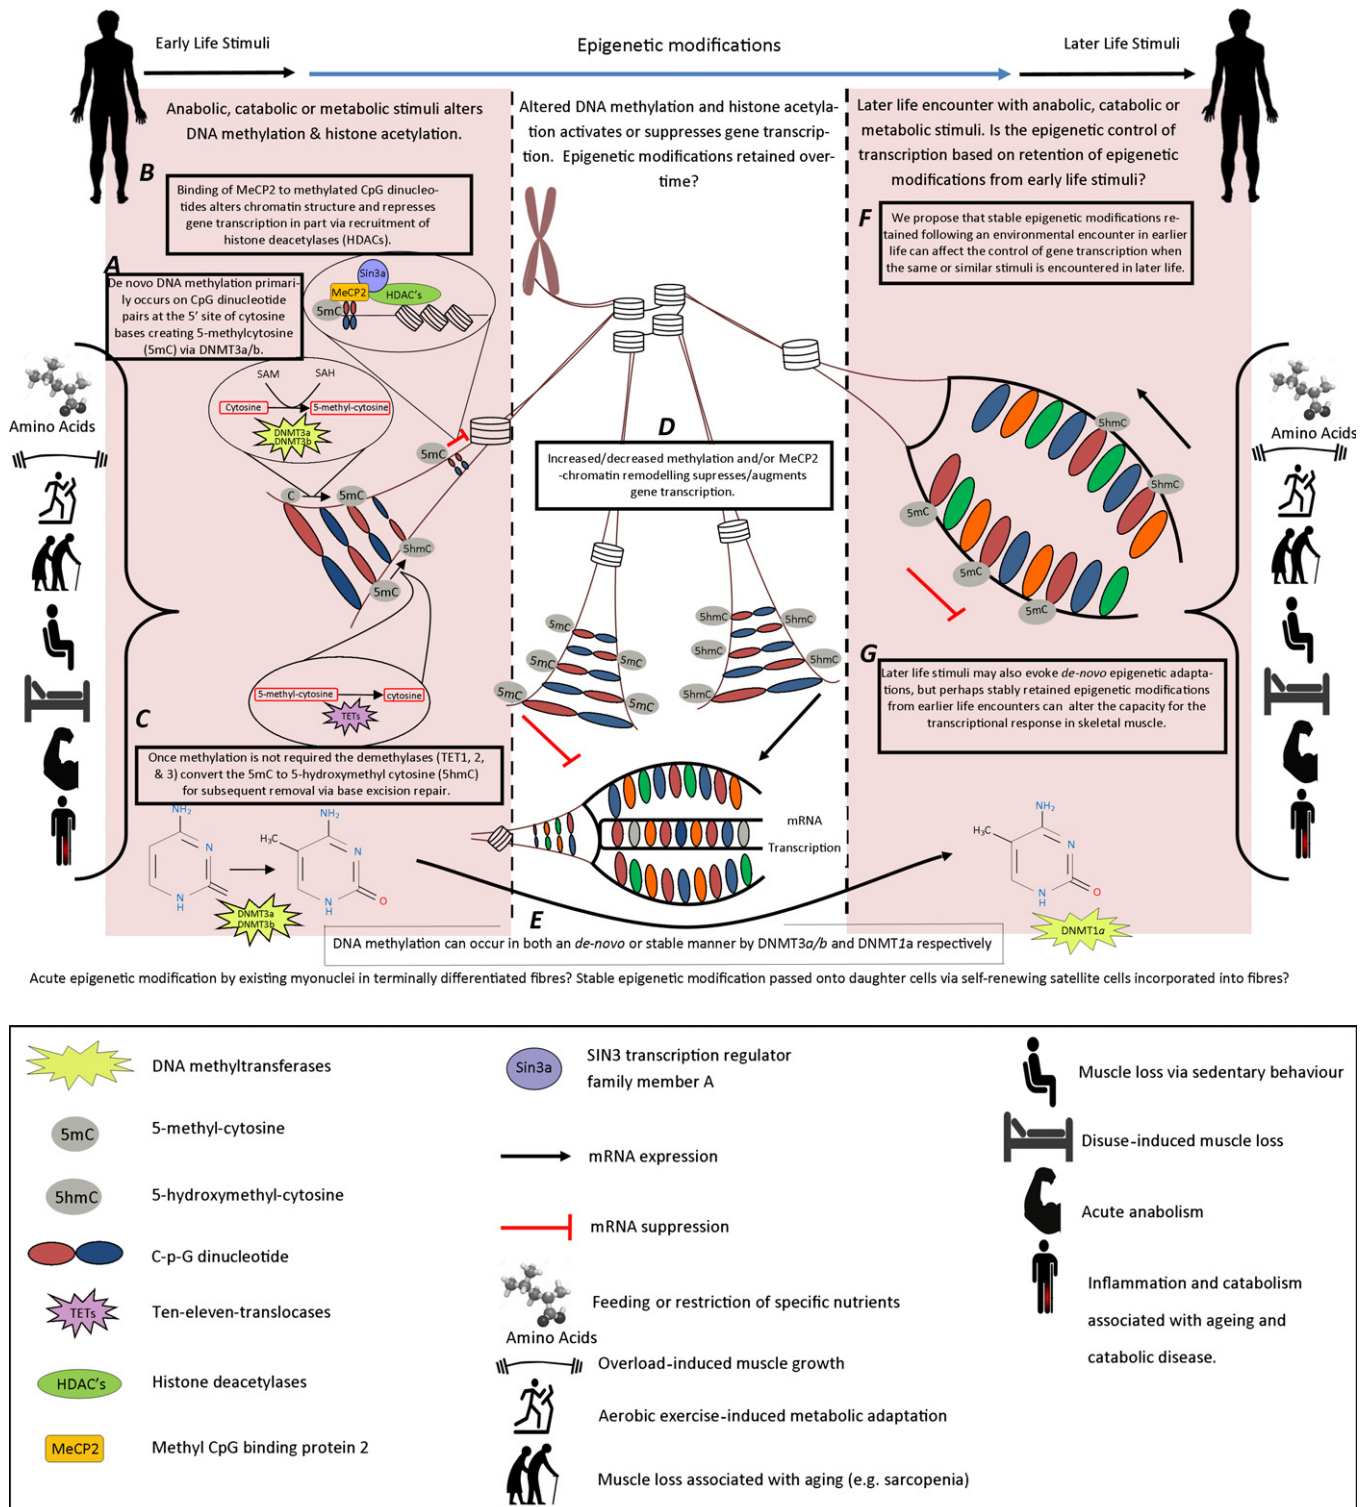 Early Life Stimuli
Epigenetic modifications
Later Life Stimuli
Anabolic, catabolic or metabolic stimuli alters
DNA methylation & histone acetylation.
Altered DNA methylation and histone acetyla-
tion activates or suppresses gene transcrip-
tion. Epigenetic modifications retained over-
time?
Later life encounter with anabolic, catabolic or
metabolic stimuli. Is the epigenetic control of
transcription based on retention of epigenetic
modifications from early life stimuli?
B
Binding of MeCP2 to methylated CpG dinucleo-
tides alters chromatin structure and represses
gene transcription in part via recruitment of
histone deacetylases (HDACs).
A
De novo DNA methylation primari-
ly occurs on CpG dinucleotide
pairs at the 5' site of cytosine
bases creating 5-methylcytosine
(5mC) via DNMT3a/b.
Sin3a
MeCP2
HDAC's
5mC
SAM
SAH
Cytosine
5-methyl-cytosine
DNMT3a
DNMT3b
5mC
C
5mC
5hmC
5mC
5-methyl-cytosine
cytosine
TETs
C
Once methylation is not required the demethylases (TET1, 2,
& 3) convert the 5mC to 5-hydroxymethyl cytosine (5hmC)
for subsequent removal via base excision repair.
Amino Acids
NH2
N
N
H
DNMT3a
DNMT3b
NH2
H3C
N
N
H
O
D
Increased/decreased methylation and/or MeCP2
-chromatin remodelling supresses/augments
gene transcription.
5mC
5mC
5mC
5mC
5mC
5hmC
5hmC
5hmC
5hmC
5hmC
mRNA
Transcription
F
We propose that stable epigenetic modifications re-
tained following an environmental encounter in earlier
life can affect the control of gene transcription when
the same or similar stimuli is encountered in later life.
5hmC
5hmC
5mC
5mC
5mC
Amino Acids
G
Later life stimuli may also evoke de-novo epigenetic adapta-
tions, but perhaps stably retained epigenetic modifications
from earlier life encounters can alter the capacity for the
transcriptional response in skeletal muscle.
NH2
H3C
N
N
H
O
DNMT1a
E
DNA methylation can occur in both an de-novo or stable manner by DNMT3a/b and DNMT1a respectively
Acute epigenetic modification by existing myonuclei in terminally differentiated fibres? Stable epigenetic modification passed onto daughter cells via self-renewing satellite cells incorporated into fibres?
DNA methyltransferases
5mC
5-methyl-cytosine
5hmC
5-hydroxymethyl-cytosine
C-p-G dinucleotide
TETs
Ten-eleven-translocases
HDAC's
Histone deacetylases
MeCP2
Methyl CpG binding protein 2
Sin3a
SIN3 transcription regulator
family member A
mRNA expression
mRNA suppression
Amino Acids
Feeding or restriction of specific nutrients
Overload-induced muscle growth
Aerobic exercise-induced metabolic adaptation
Muscle loss associated with aging (e.g. sarcopenia)
Muscle loss via sedentary behaviour
Disuse-induced muscle loss
Acute anabolism
Inflammation and catabolism
associated with ageing and
catabolic disease.